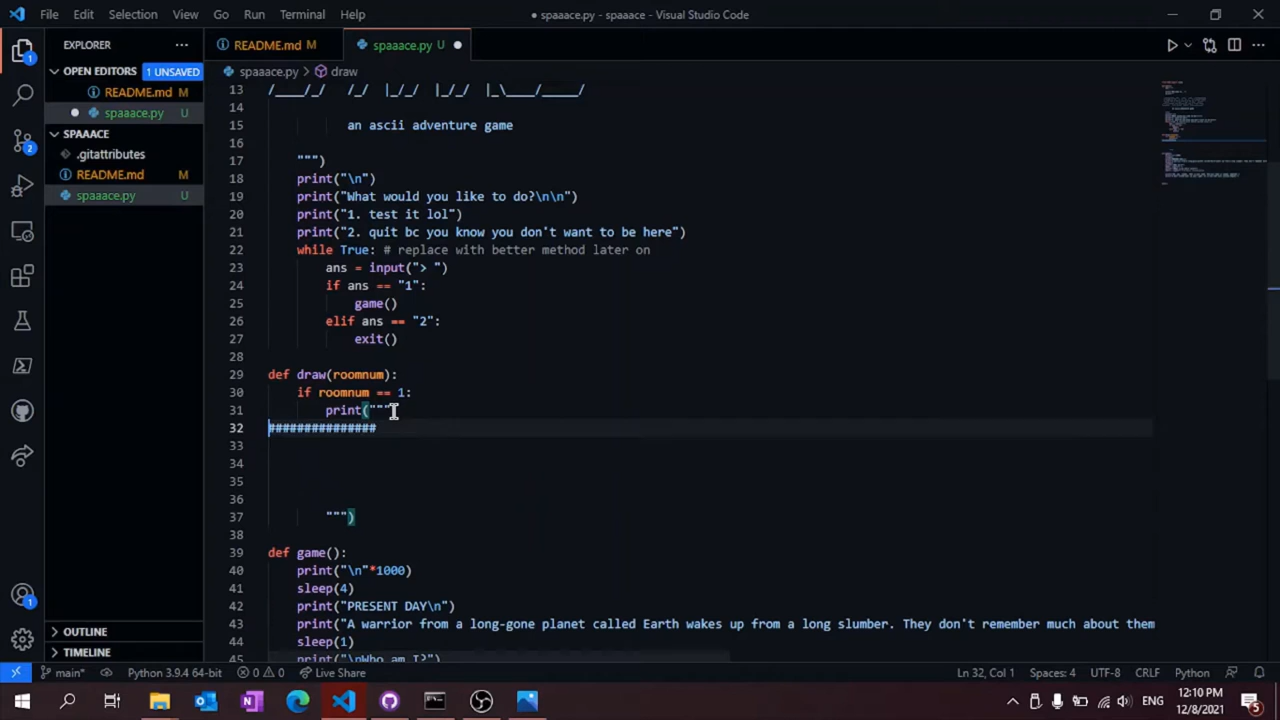 File Edit Selection View Go Run Terminal Help
● spaaace.py - spaaace - Visual Studio Code
EXPLORER
README.md M
spaaace.py U
OPEN EDITORS 1 UNSAVED
spaaace.py > draw
README.md M
spaaace.py U
SPAAACE
.gitattributes
README.md M
spaaace.py U
13 /____/_/   /_/  |_/_/  |_/_/  |_\____/_____/
14
15            an ascii adventure game
16
17     """)
18     print("\n")
19     print("What would you like to do?\n\n")
20     print("1. test it lol")
21     print("2. quit bc you know you don't want to be here")
22     while True: # replace with better method later on
23         ans = input("> ")
24         if ans == "1":
25             game()
26         elif ans == "2":
27             exit()
28
29 def draw(roomnum):
30     if roomnum == 1:
31         print("""
32 ###############
33
34
35
36
37         """)
38
39 def game():
40     print("\n"*1000)
41     sleep(4)
42     print("PRESENT DAY\n")
43     print("A warrior from a long-gone planet called Earth wakes up from a long slumber. They don't remember much about them
44     sleep(1)
45     print("\nWho am I?")
OUTLINE
TIMELINE
1
2
1
main* Python 3.9.4 64-bit 0 0 Live Share
Ln 32, Col 1 Spaces: 4 UTF-8 CRLF Python
ENG
12:10 PM
12/8/2021
5